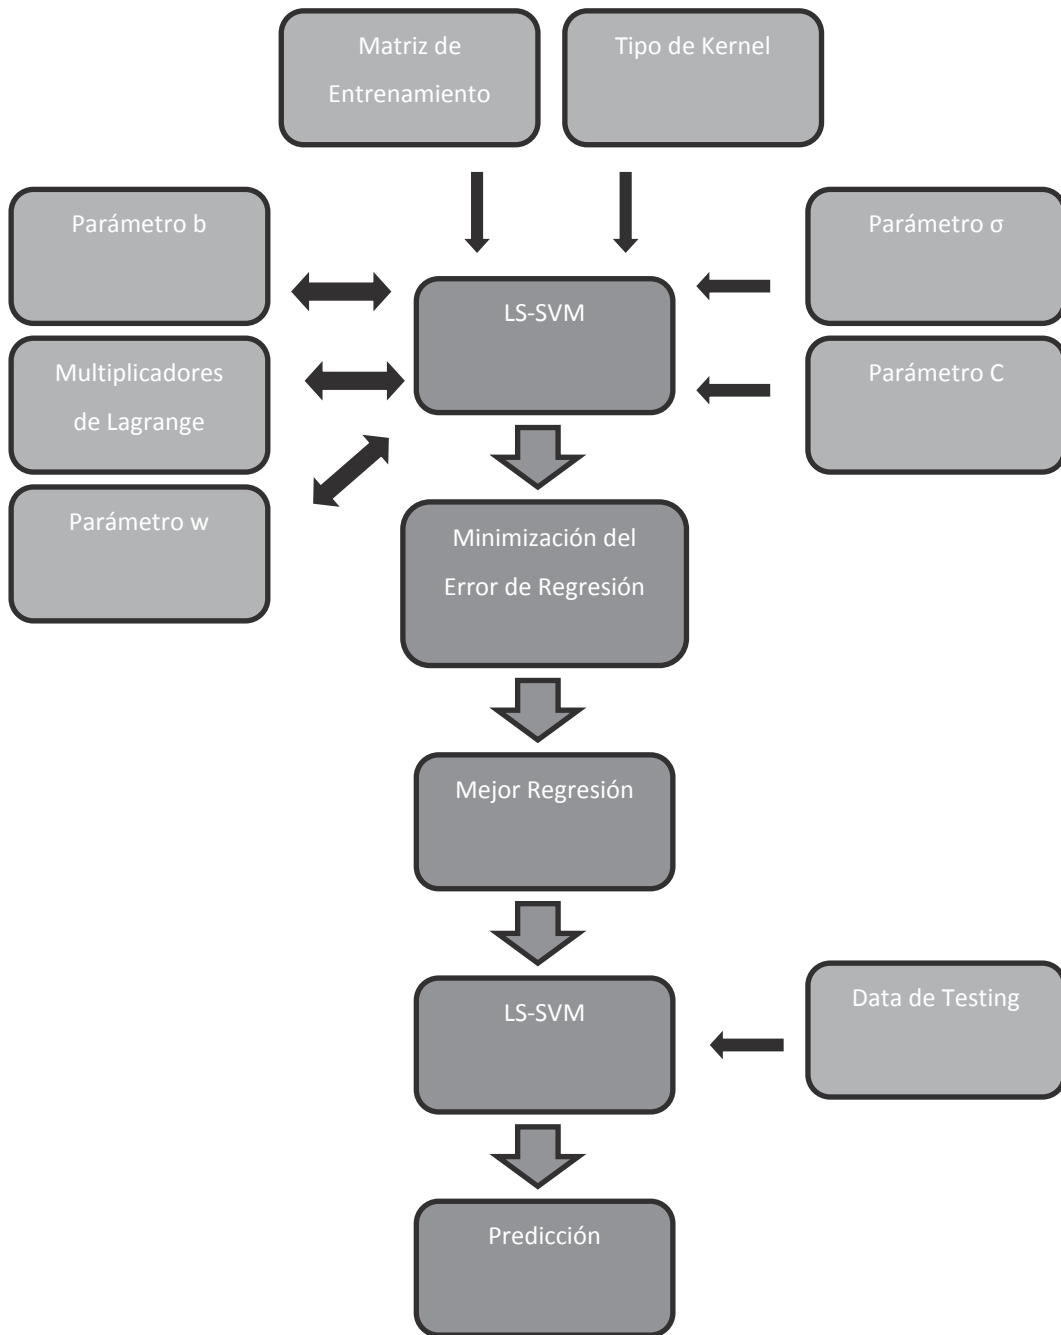 Matriz de
Entrenamiento
Tipo de Kernel
Parámetro b
Parámetro σ
LS-SVM
Multiplicadores
de Lagrange
Parámetro C
Parámetro w
Minimización del
Error de Regresión
Mejor Regresión
LS-SVM
Data de Testing
Predicción